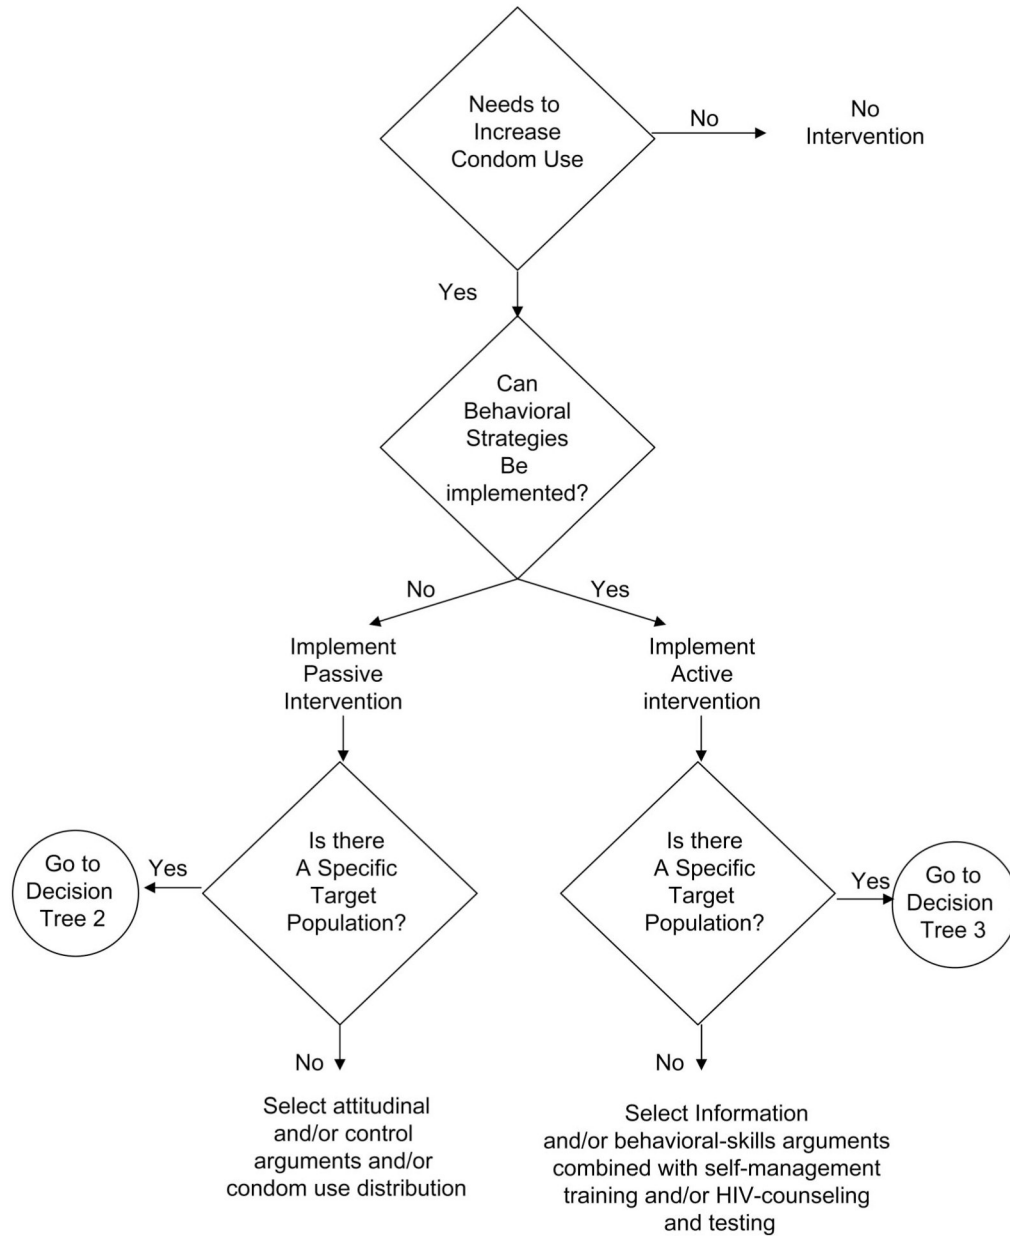 Needs to
Increase
Condom Use
No
No
Intervention
Yes
Can
Behavioral
Strategies
Be
implemented?
No
Yes
Implement
Passive
Intervention
Implement
Active
intervention
Is there
A Specific
Target
Population?
Yes
Go to
Decision
Tree 2
Is there
A Specific
Target
Population?
Yes
Go to
Decision
Tree 3
No
Select attitudinal
and/or control
arguments and/or
condom use distribution
No
Select Information
and/or behavioral-skills arguments
combined with self-management
training and/or HIV-counseling
and testing